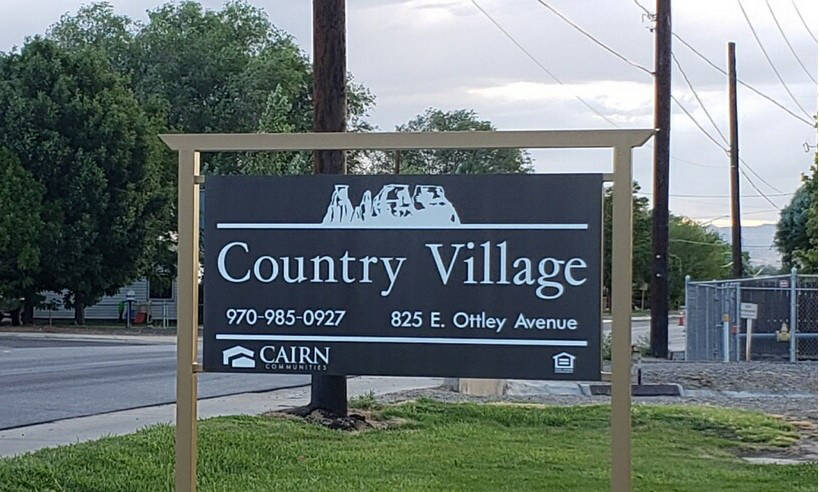 Country Village
970-985-0927 825 E. Ottley Avenue
CAIRN
COMMUNITIES